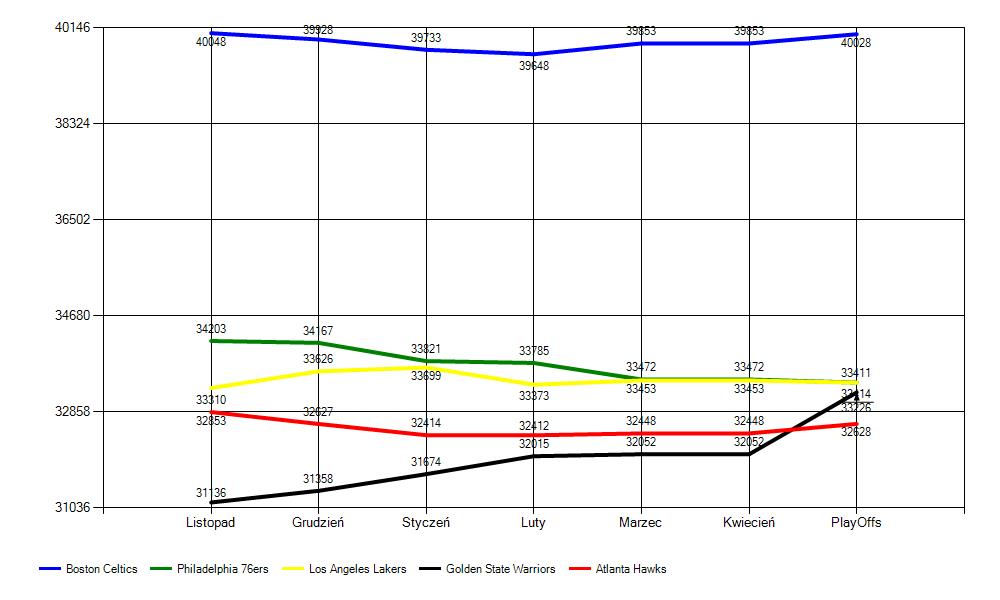 40146
40048 39928 39733 39648 39853 39853 40028
38324
36502
34680
34203 34167 33821 33785 33472 33472 33411
33310 33626 33699 33373 33453 33453
32858
32853 32627 32414 32412 32448 32448 32628
31136 31358 31674 32015 32052 32052 33226
31036
Listopad Grudzień Styczeń Luty Marzec Kwiecień PlayOffs
Boston Celtics Philadelphia 76ers Los Angeles Lakers Golden State Warriors Atlanta Hawks